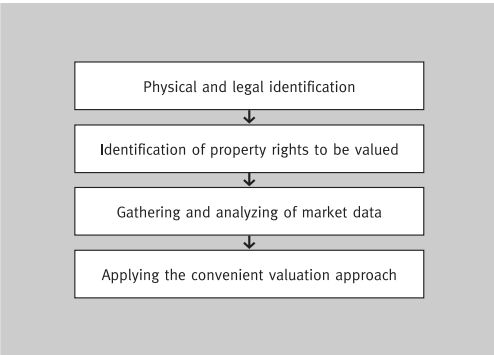 Physical and legal identification
Identification of property rights to be valued
Gathering and analyzing of market data
Applying the convenient valuation approach